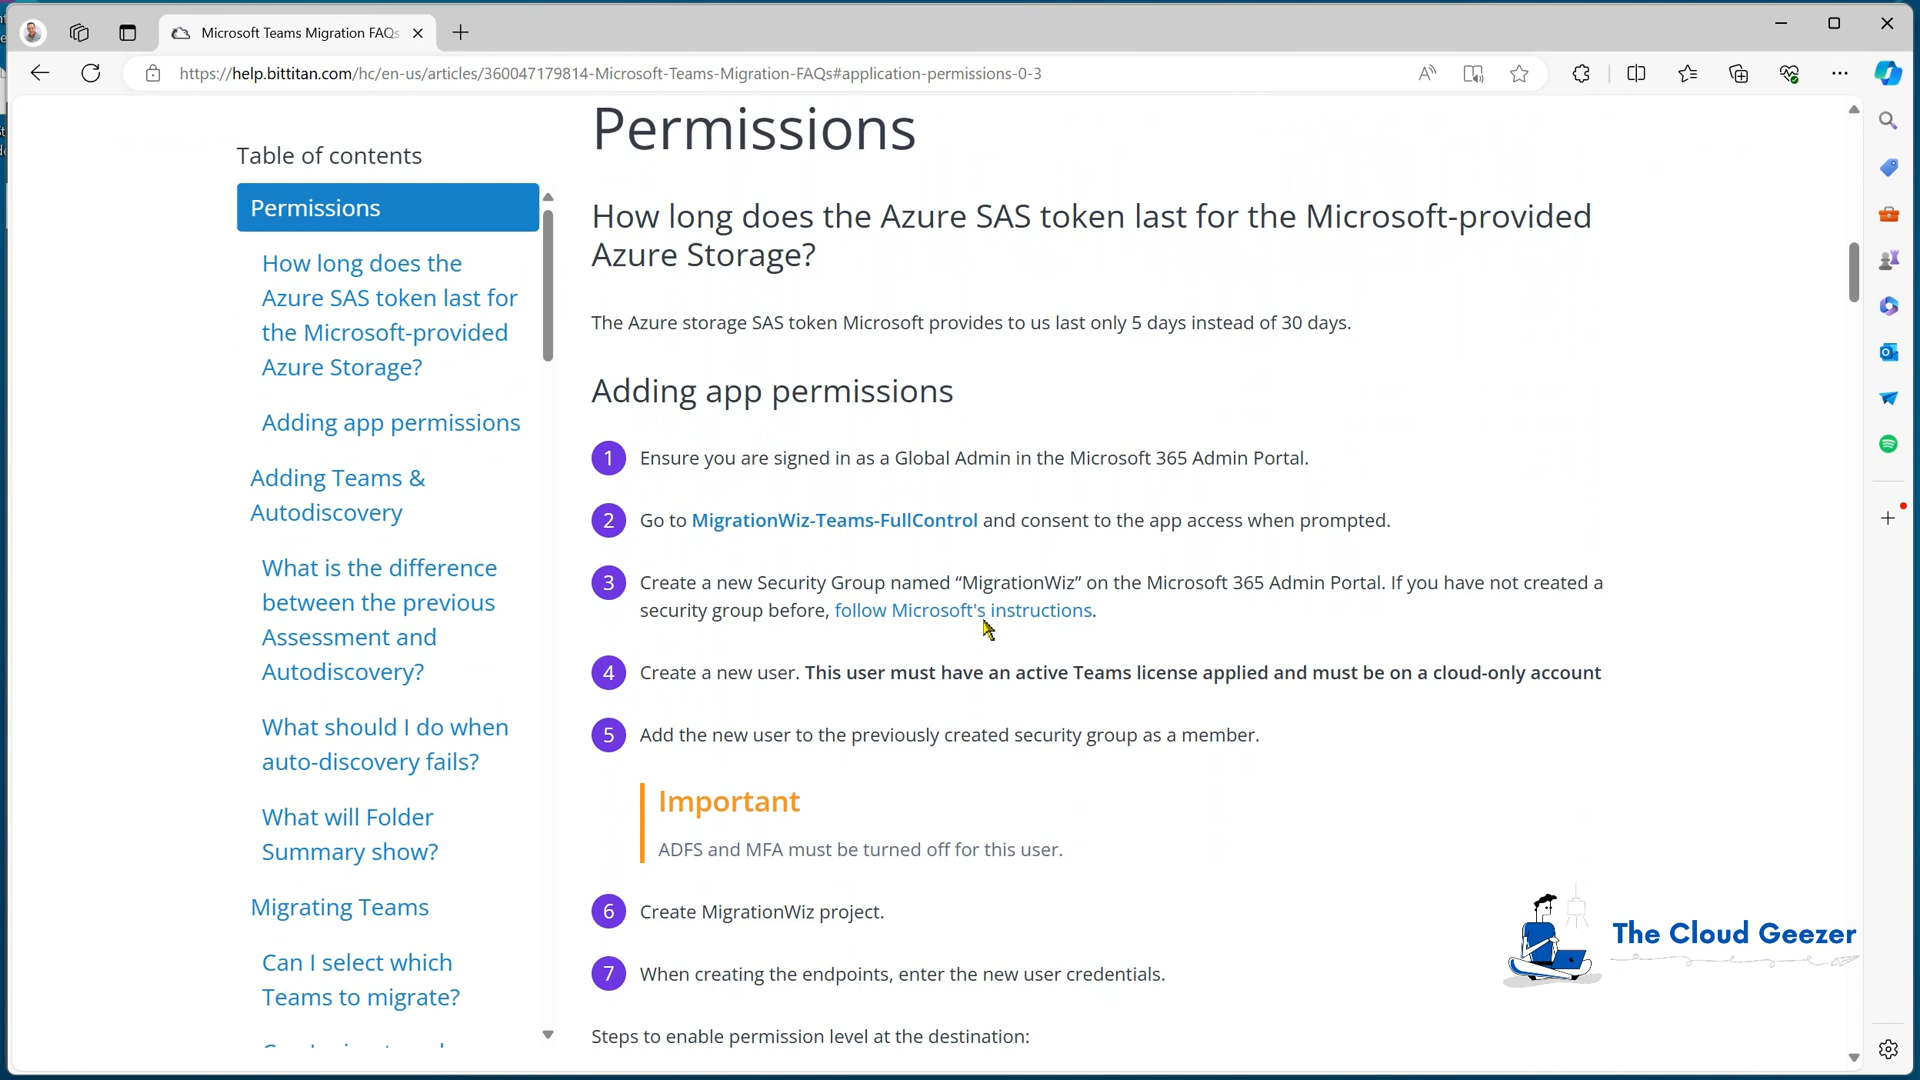 Microsoft Teams Migration FAQs
https://help.bittitan.com/hc/en-us/articles/360047179814-Microsoft-Teams-Migration-FAQs#application-permissions-0-3
Table of contents
Permissions
How long does the
Azure SAS token last for
the Microsoft-provided
Azure Storage?
Adding app permissions
Adding Teams &
Autodiscovery
What is the difference
between the previous
Assessment and
Autodiscovery?
What should I do when
auto-discovery fails?
What will Folder
Summary show?
Migrating Teams
Can I select which
Teams to migrate?
Permissions
How long does the Azure SAS token last for the Microsoft-provided
Azure Storage?
The Azure storage SAS token Microsoft provides to us last only 5 days instead of 30 days.
Adding app permissions
1 Ensure you are signed in as a Global Admin in the Microsoft 365 Admin Portal.
2 Go to MigrationWiz-Teams-FullControl and consent to the app access when prompted.
3 Create a new Security Group named “MigrationWiz” on the Microsoft 365 Admin Portal. If you have not created a
security group before, follow Microsoft's instructions.
4 Create a new user. This user must have an active Teams license applied and must be on a cloud-only account
5 Add the new user to the previously created security group as a member.
Important
ADFS and MFA must be turned off for this user.
6 Create MigrationWiz project.
7 When creating the endpoints, enter the new user credentials.
Steps to enable permission level at the destination:
The Cloud Geezer